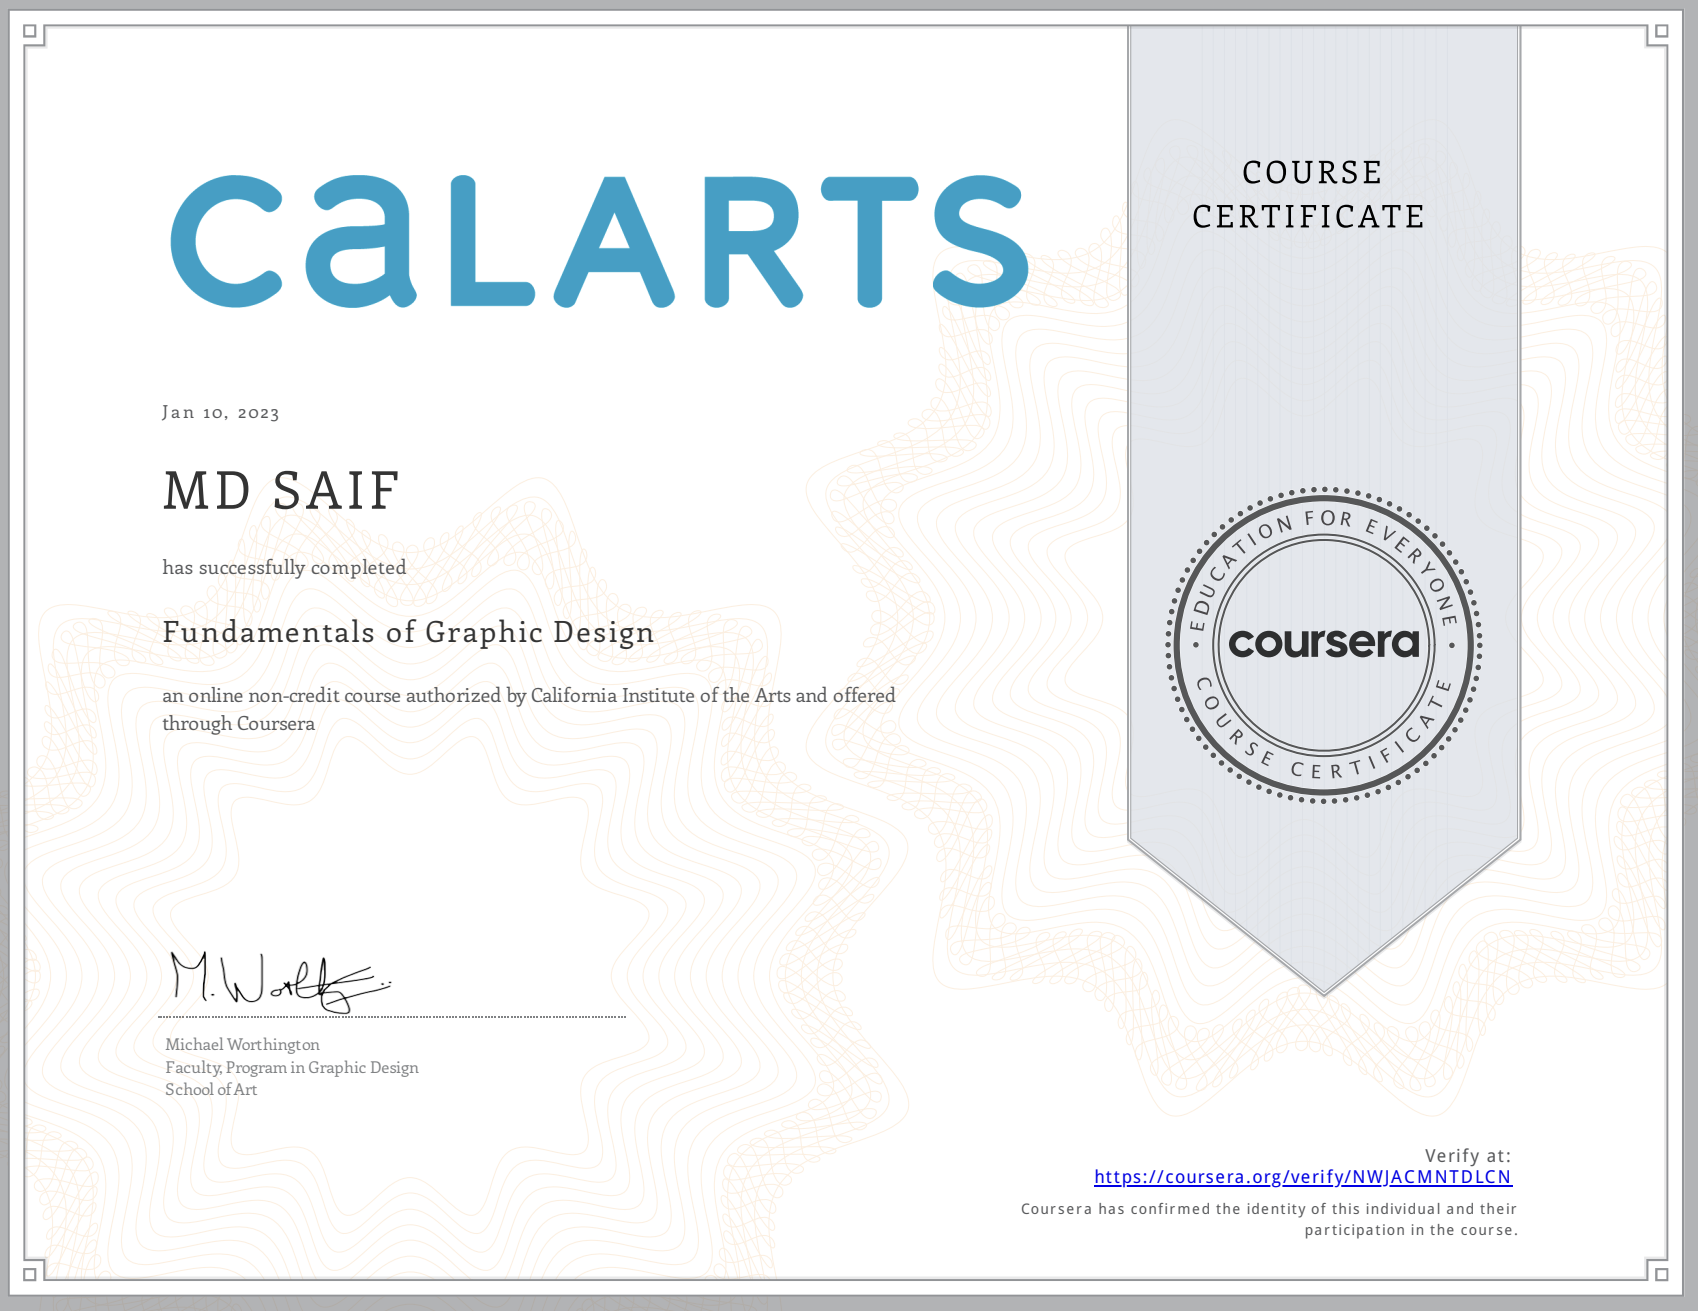 CALARTS
COURSE
CERTIFICATE
Jan 10, 2023
MD SAIF
has successfully completed
Fundamentals of Graphic Design
an online non-credit course authorized by California Institute of the Arts and offered
through Coursera
EDUCATION FOR EVERYONE
coursera
COURSE CERTIFICATE
M. Worth
Michael Worthington
Faculty, Program in Graphic Design
School of Art
Verify at:
https://coursera.org/verify/NWJACMNTDLCN
Coursera has confirmed the identity of this individual and their
participation in the course.